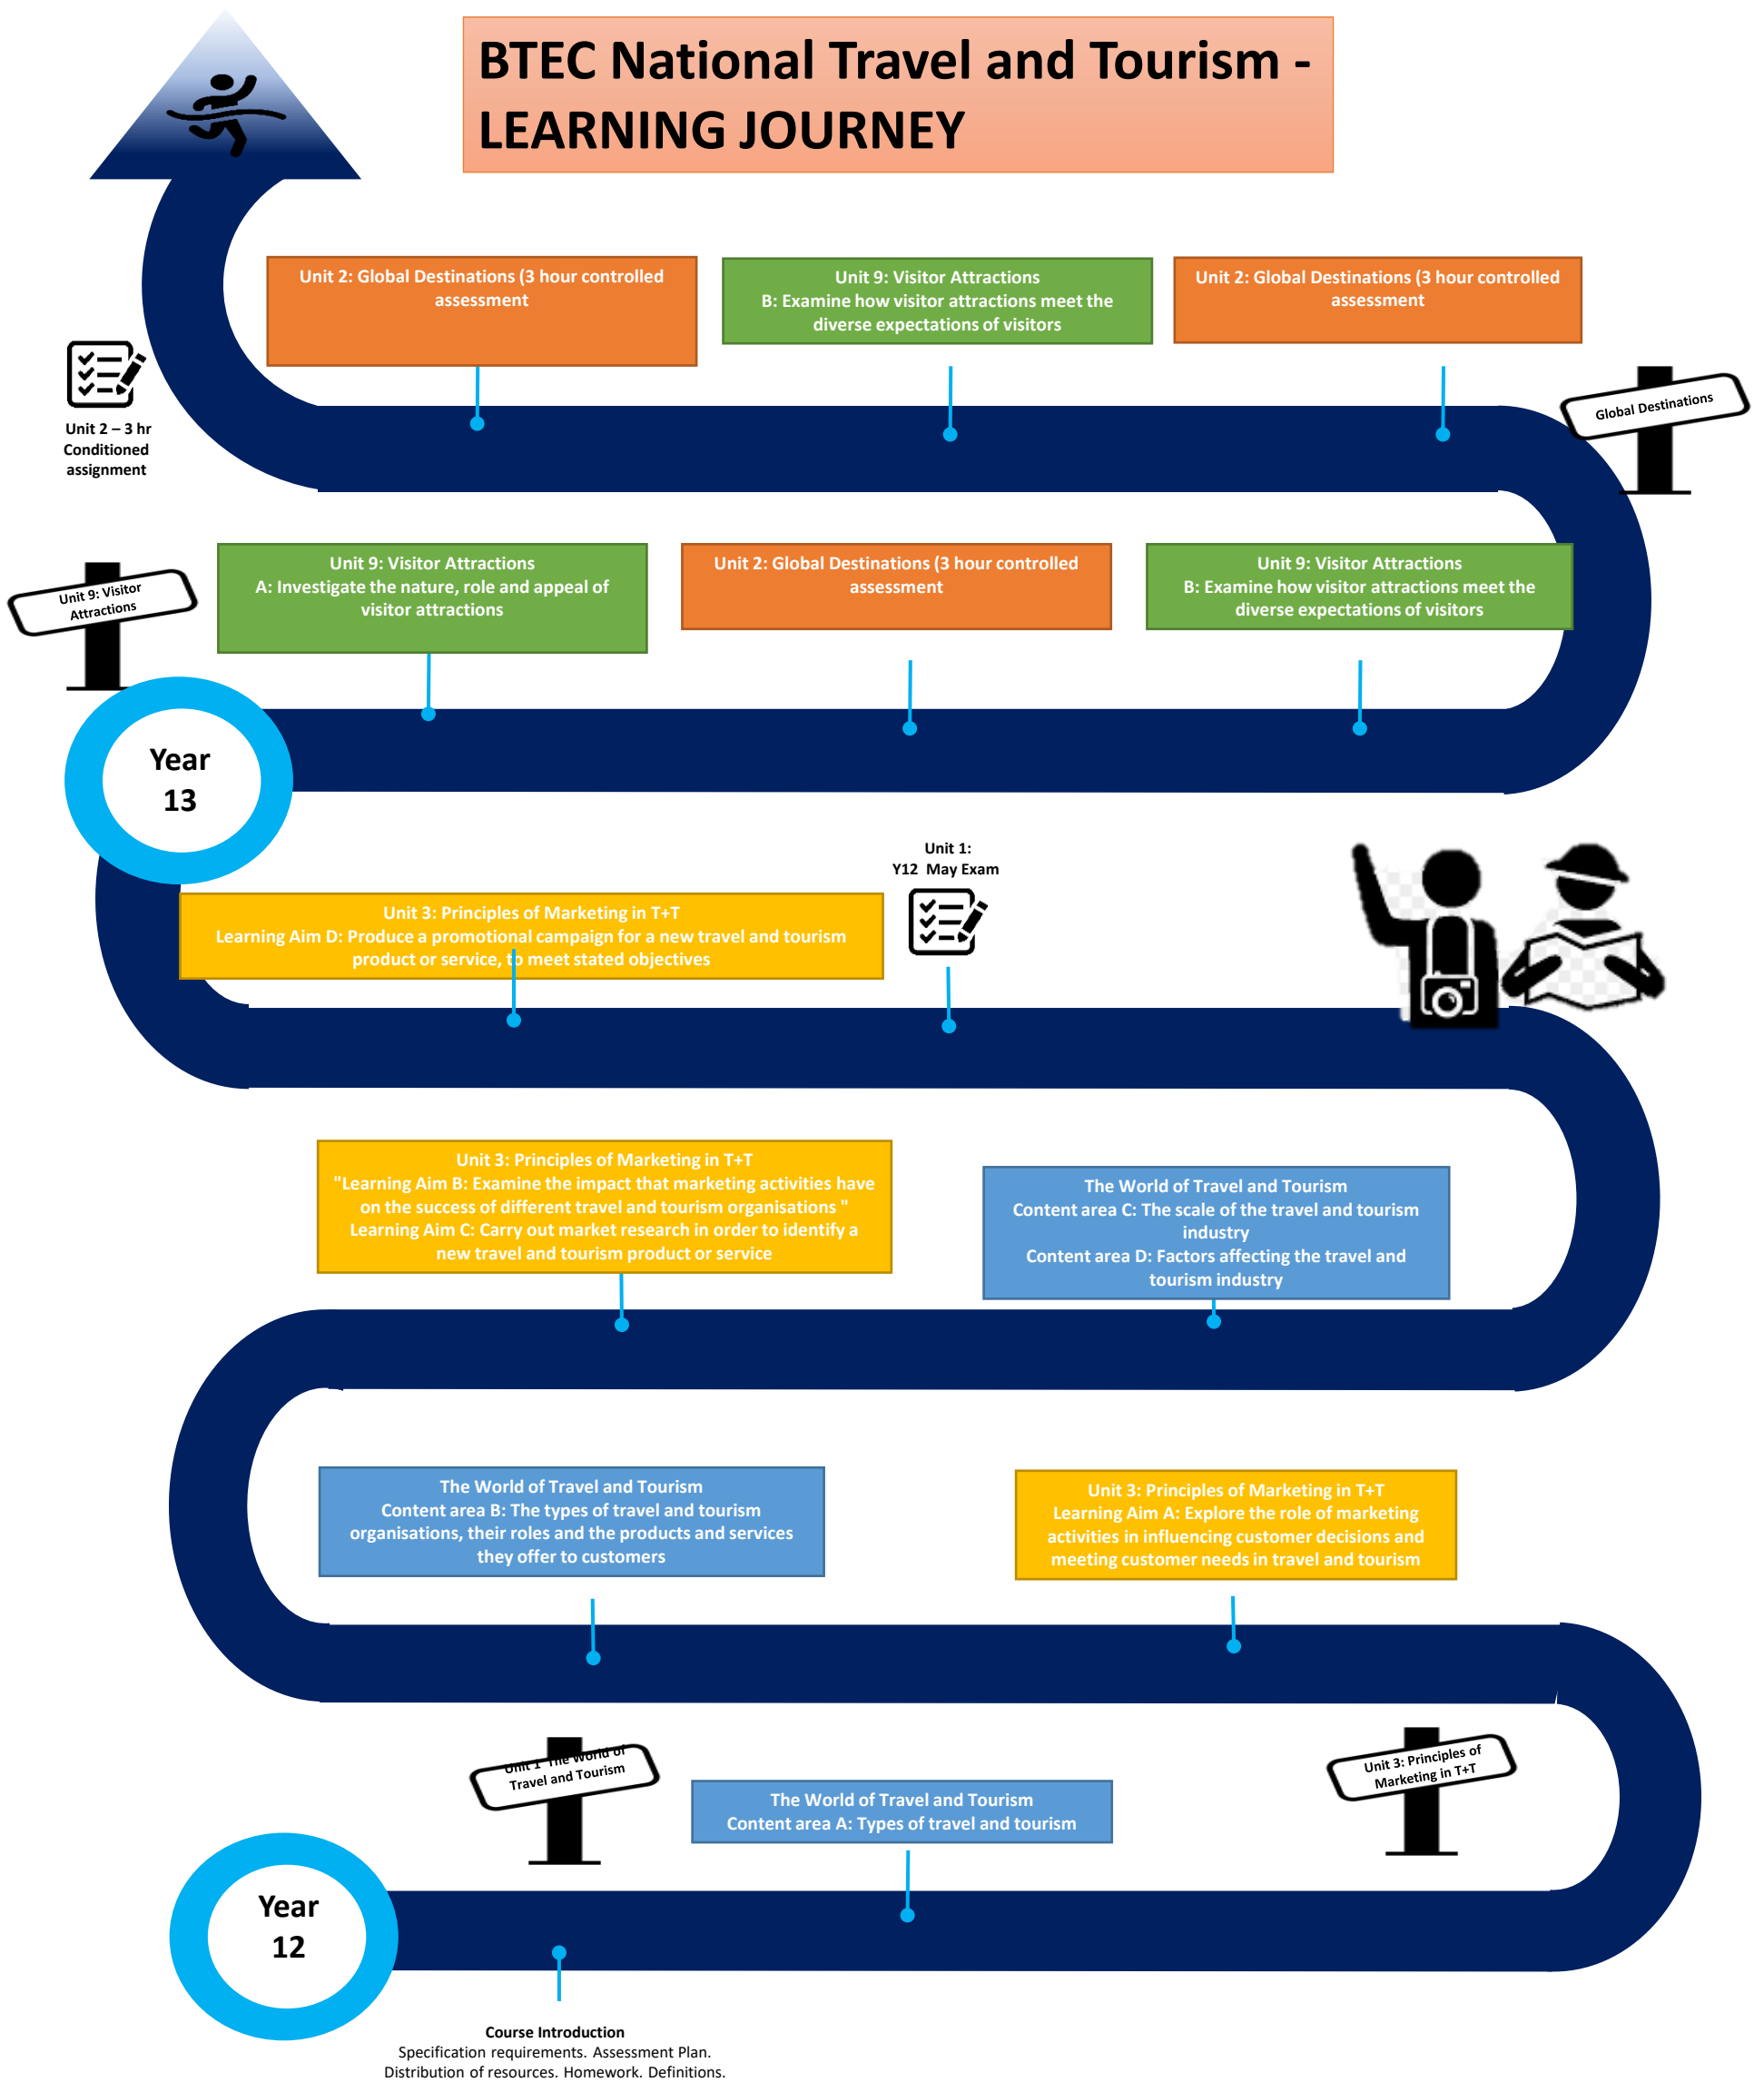 BTEC National Travel and Tourism -
LEARNING JOURNEY
Unit 2: Global Destinations (3 hour controlled
assessment
Unit 9: Visitor Attractions
B: Examine how visitor attractions meet the
diverse expectations of visitors
Unit 2: Global Destinations (3 hour controlled
assessment
Unit 2 – 3 hr
Conditioned
assignment
Global Destinations
Unit 9: Visitor
Attractions
Unit 9: Visitor Attractions
A: Investigate the nature, role and appeal of
visitor attractions
Unit 2: Global Destinations (3 hour controlled
assessment
Unit 9: Visitor Attractions
B: Examine how visitor attractions meet the
diverse expectations of visitors
Year
13
Unit 1:
Y12  May Exam
Unit 3: Principles of Marketing in T+T
Learning Aim D: Produce a promotional campaign for a new travel and tourism
product or service, to meet stated objectives
Unit 3: Principles of Marketing in T+T
"Learning Aim B: Examine the impact that marketing activities have
on the success of different travel and tourism organisations "
Learning Aim C: Carry out market research in order to identify a
new travel and tourism product or service
The World of Travel and Tourism
Content area C: The scale of the travel and tourism
industry
Content area D: Factors affecting the travel and
tourism industry
The World of Travel and Tourism
Content area B: The types of travel and tourism
organisations, their roles and the products and services
they offer to customers
Unit 3: Principles of Marketing in T+T
Learning Aim A: Explore the role of marketing
activities in influencing customer decisions and
meeting customer needs in travel and tourism
Unit 1 The World of
Travel and Tourism
The World of Travel and Tourism
Content area A: Types of travel and tourism
Unit 3: Principles of
Marketing in T+T
Year
12
Course Introduction
Specification requirements. Assessment Plan.
Distribution of resources. Homework. Definitions.